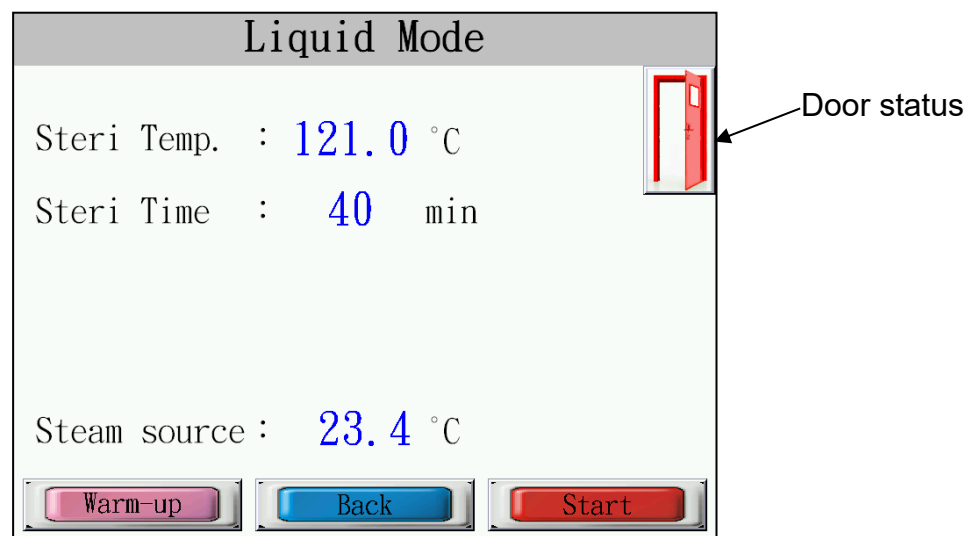 Liquid Mode
Door status
Steri Temp. : 121.0 °C
Steri Time : 40 min
Steam source : 23.4 °C
Warm-up Back Start